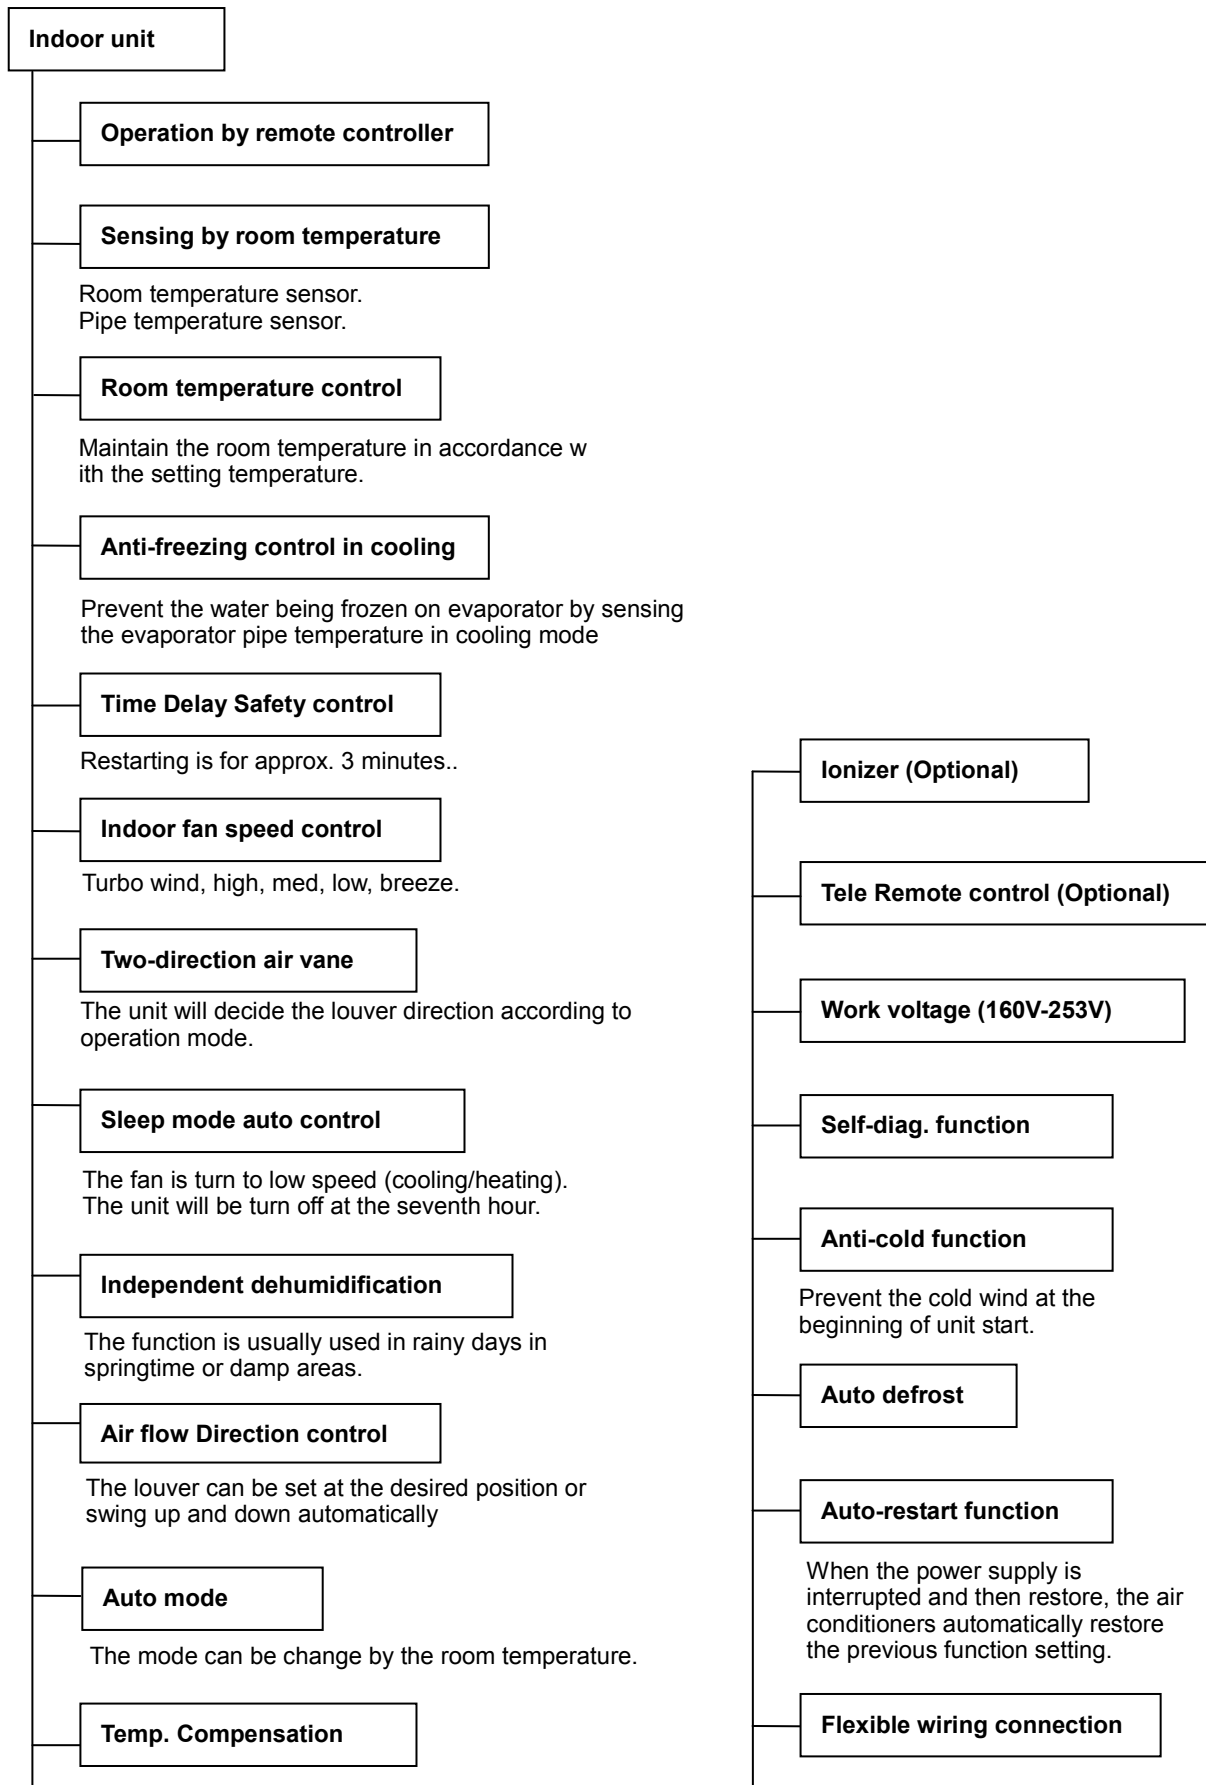 Indoor unit
Operation by remote controller
Sensing by room temperature
Room temperature sensor.
Pipe temperature sensor.
Room temperature control
Maintain the room temperature in accordance w
ith the setting temperature.
Anti-freezing control in cooling
Prevent the water being frozen on evaporator by sensing
the evaporator pipe temperature in cooling mode
Time Delay Safety control
Restarting is for approx. 3 minutes..
Indoor fan speed control
Turbo wind, high, med, low, breeze.
Two-direction air vane
The unit will decide the louver direction according to
operation mode.
Sleep mode auto control
The fan is turn to low speed (cooling/heating).
The unit will be turn off at the seventh hour.
Independent dehumidification
The function is usually used in rainy days in
springtime or damp areas.
Air flow Direction control
The louver can be set at the desired position or
swing up and down automatically
Auto mode
The mode can be change by the room temperature.
Temp. Compensation
Ionizer (Optional)
Tele Remote control (Optional)
Work voltage (160V-253V)
Self-diag. function
Anti-cold function
Prevent the cold wind at the
beginning of unit start.
Auto defrost
Auto-restart function
When the power supply is
interrupted and then restore, the air
conditioners automatically restore
the previous function setting.
Flexible wiring connection